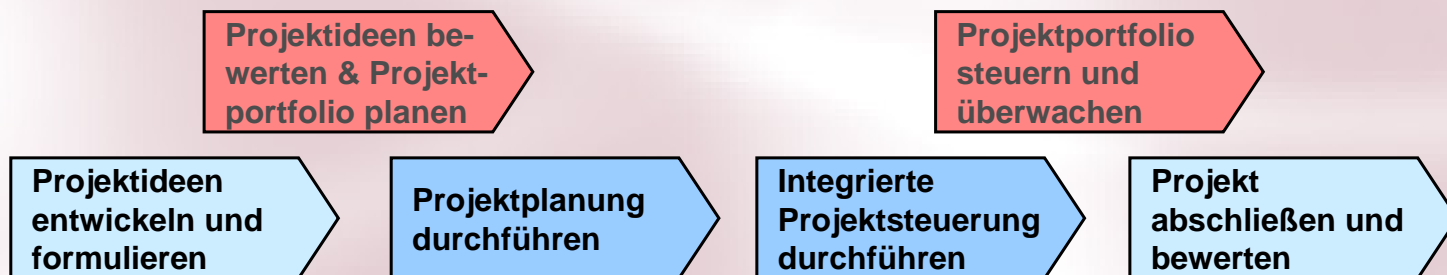 Projektideen be-
werten & Projekt-
portfolio planen
Projektportfolio
steuern und
überwachen
Projektideen
entwickeln und
formulieren
Projektplanung
durchführen
Integrierte
Projektsteuerung
durchführen
Projekt
abschließen und
bewerten